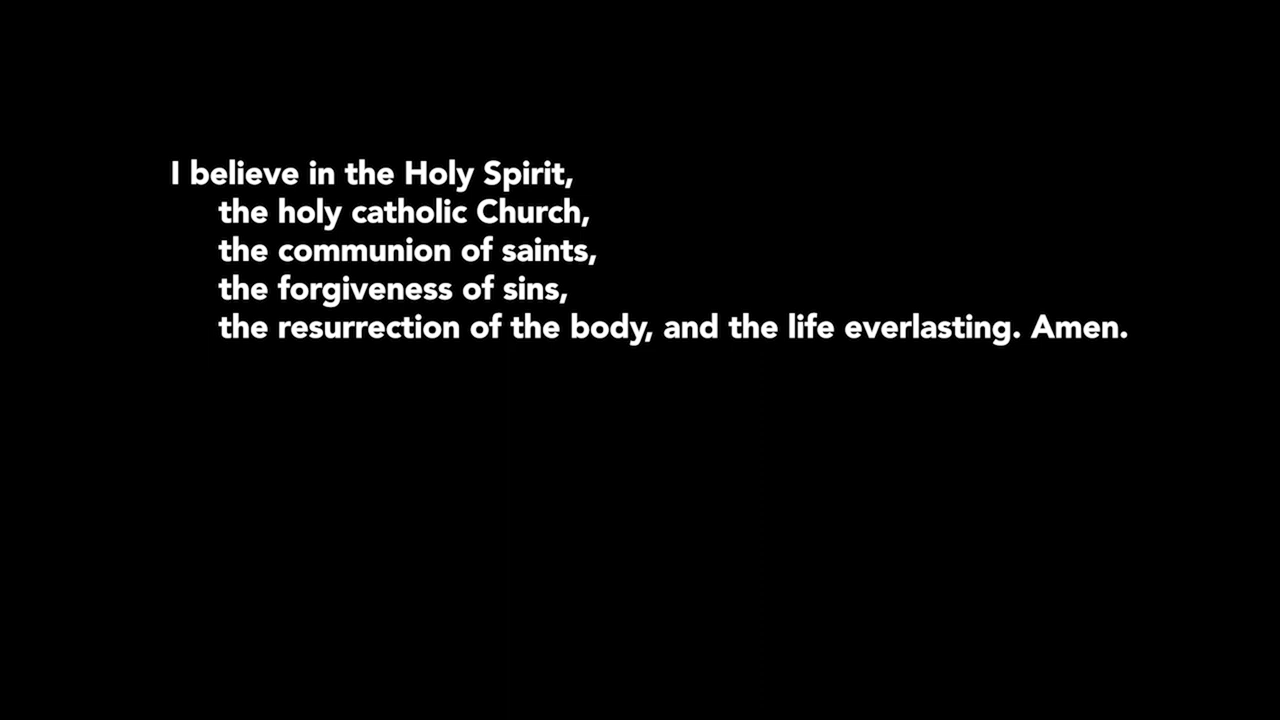 I believe in the Holy Spirit,
the holy catholic Church,
the communion of saints,
the forgiveness of sins,
the resurrection of the body, and the life everlasting. Amen.